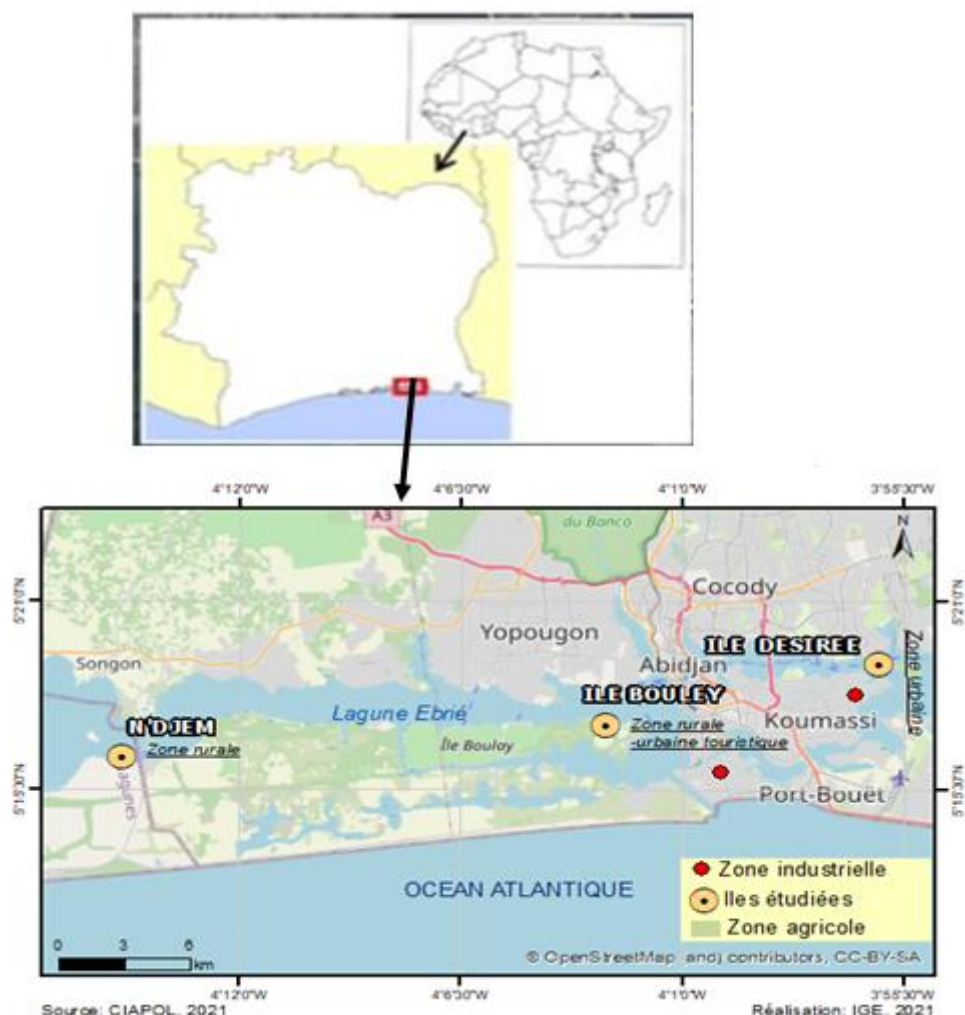 4°12'0"W 4°6'30"W 4°1'0"W 3°55'30"W
A3
du Banco
N
Cocody
5°21'0"N
5°21'0"N
Yopougon
ILE DESIREE
Songon
Abidjan
Zone urbaine
ILE BOULEY
N'DJEM
Lagune Ebrié
Zone rurale
-urbaine touristique
Koumassi
Zone rurale
Île Boulay
Lagunes
5°15'37"N
Port-Bouët
5°15'37"N
OCEAN ATLANTIQUE
Zone industrielle
Iles étudiées
Zone agricole
0 3 6
km
© OpenStreetMap and) contributors, CC-BY-SA
4°12'0"W 4°6'30"W 4°1'0"W 3°55'30"W
Source: CIAPOL, 2021
Réalisation: IGE, 2021